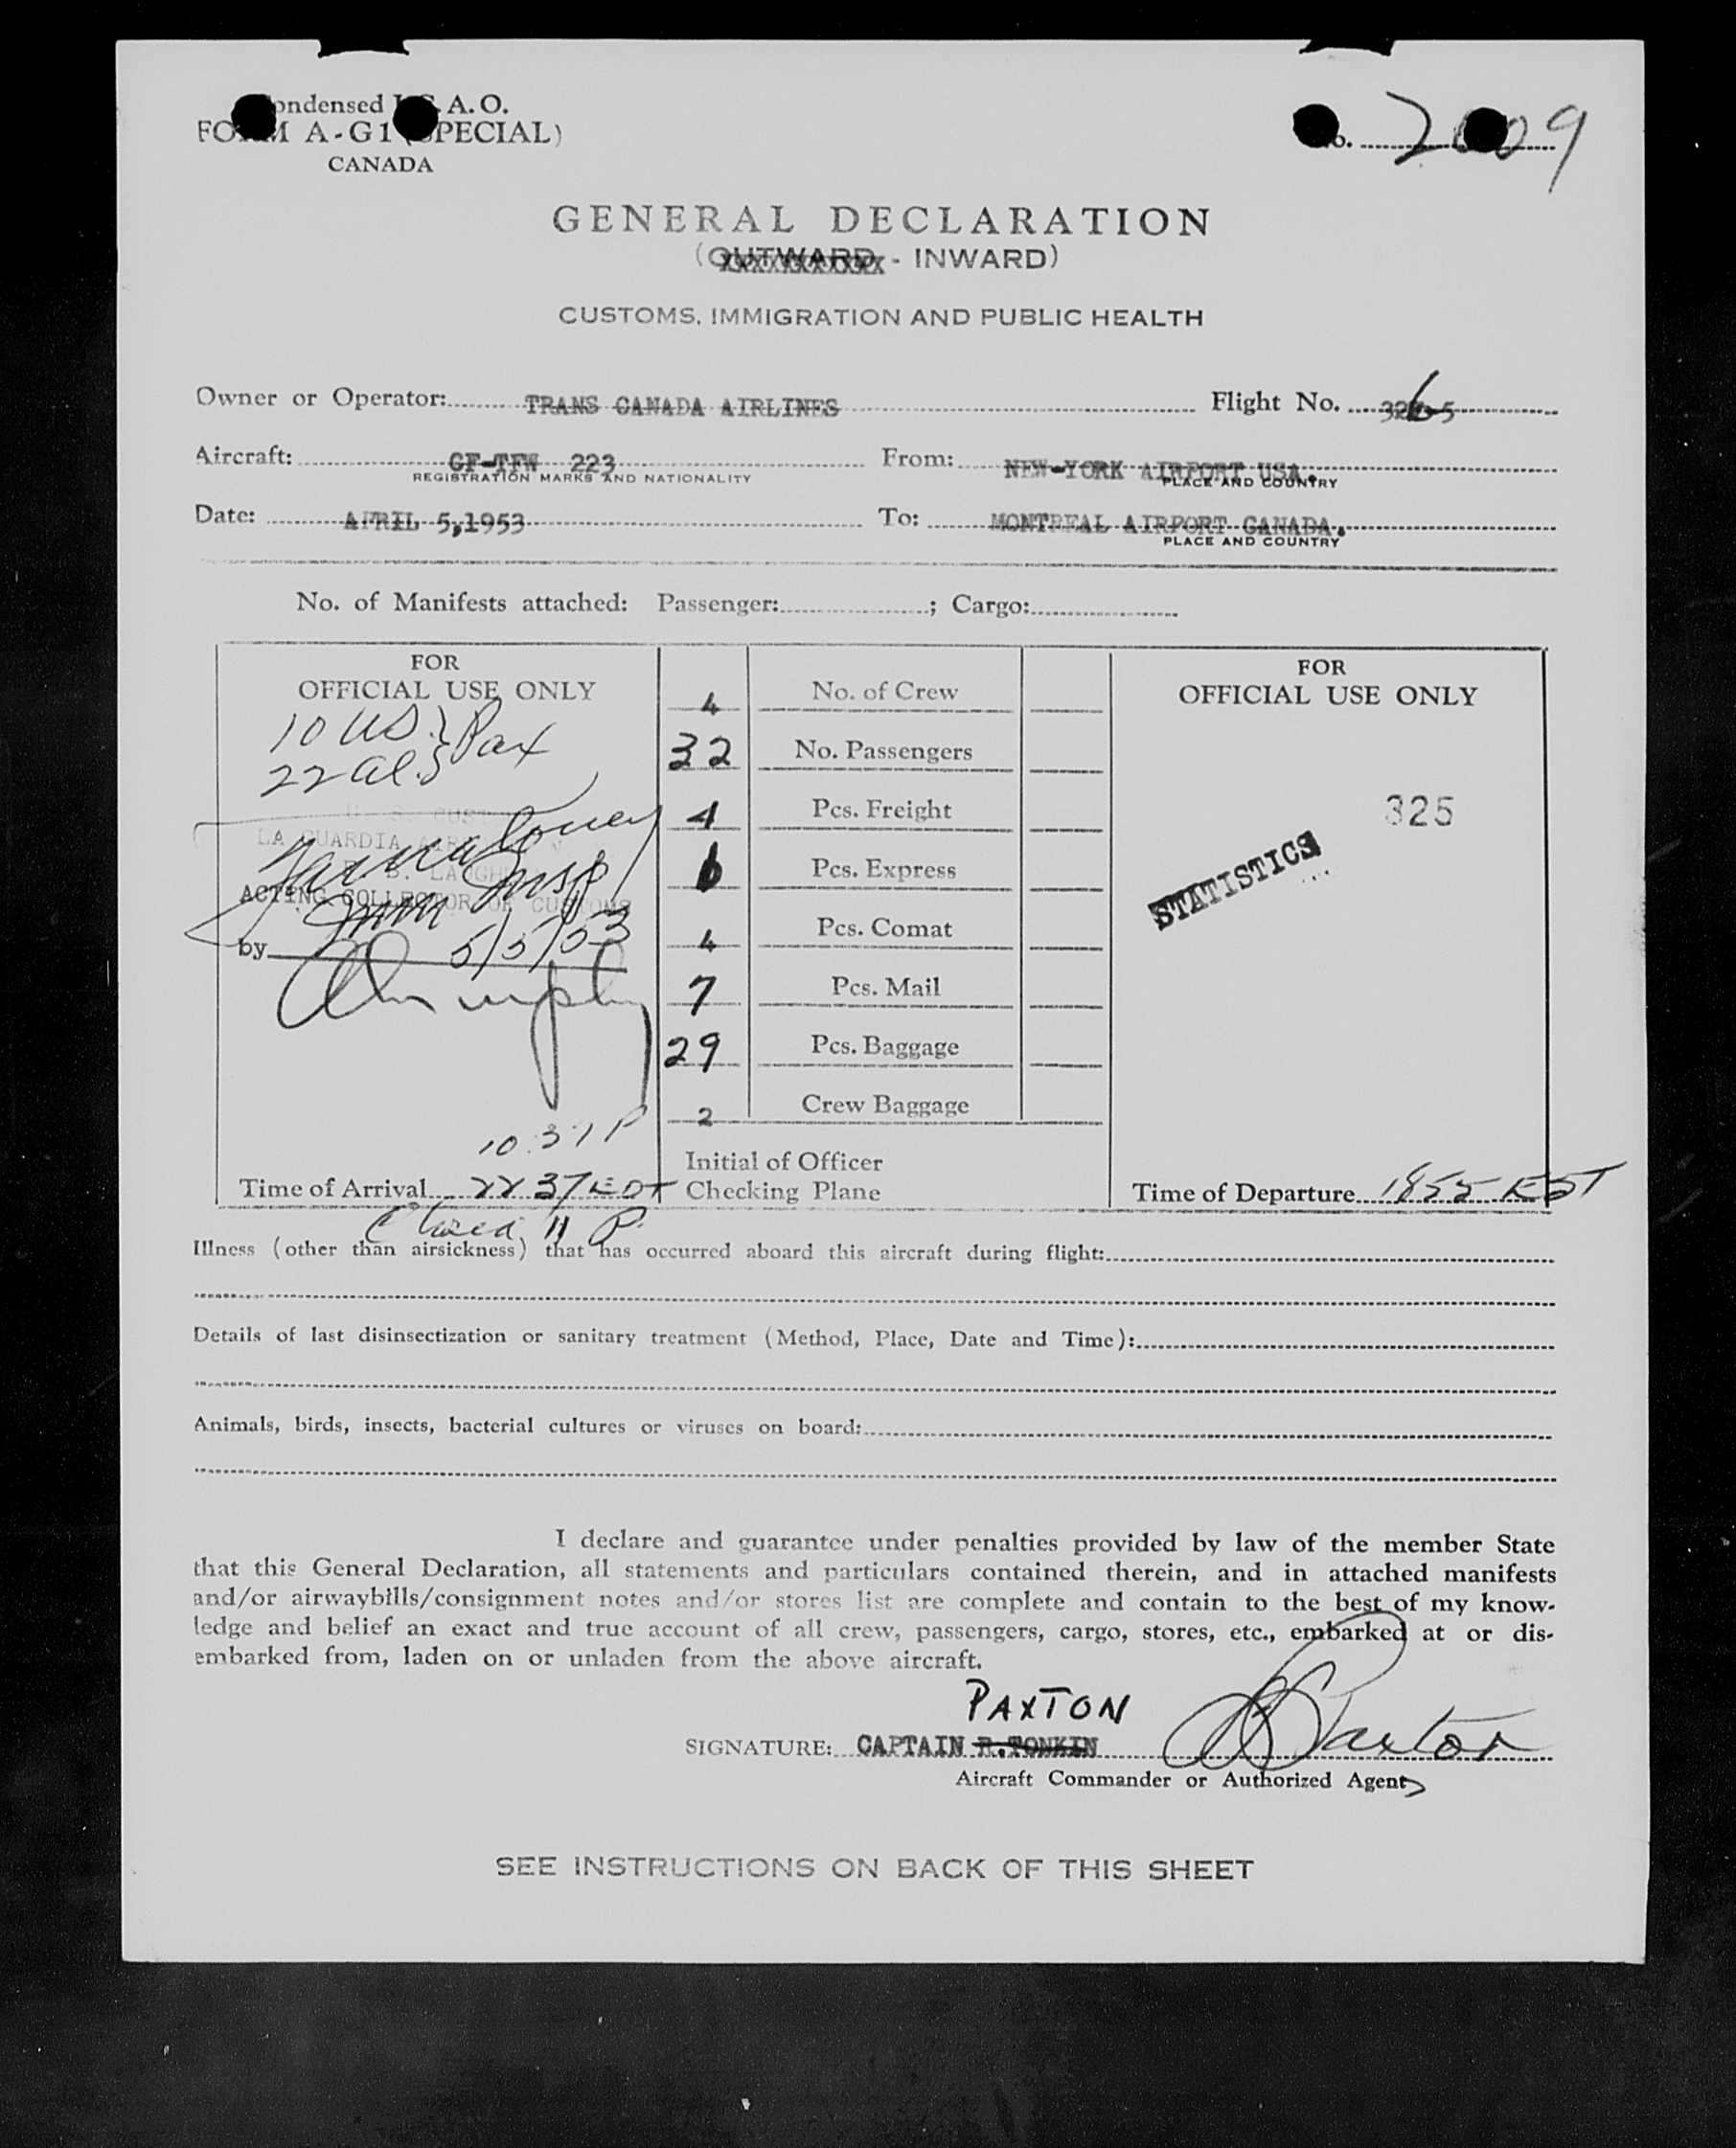 Condensed A.O.
FORM A-G1 (SPECIAL)
CANADA
No. 2009
GENERAL DECLARATION
(OUTWARD - INWARD)
CUSTOMS, IMMIGRATION AND PUBLIC HEALTH
Owner or Operator: TRANS CANADA AIRLINES Flight No. 6
Aircraft: CF-TFW 223 From: NEW-YORK AIRPORT USA.
REGISTRATION MARKS AND NATIONALITY PLACE AND COUNTRY
Date: APRIL 5,1953 To: MONTREAL AIRPORT CANADA.
PLACE AND COUNTRY
No. of Manifests attached: Passenger: ; Cargo:
FOR
OFFICIAL USE ONLY
10 US } Pax
22 al. }
U. S. CUST
LA GUARDIA AIR
B. LAUGH
ACTING COLLECTOR OF CUSTOMS
by 5/5/53
10:37 P
Time of Arrival 22 37 EDT
Closed 11 P.
4 No. of Crew
32 No. Passengers
4 Pcs. Freight
6 Pcs. Express
4 Pcs. Comat
7 Pcs. Mail
29 Pcs. Baggage
2 Crew Baggage
Initial of Officer
Checking Plane
FOR
OFFICIAL USE ONLY
325
STATISTICS
Time of Departure 1855 EST
Illness (other than airsickness) that has occurred aboard this aircraft during flight:
Details of last disinsectization or sanitary treatment (Method, Place, Date and Time):
Animals, birds, insects, bacterial cultures or viruses on board:
I declare and guarantee under penalties provided by law of the member State
that this General Declaration, all statements and particulars contained therein, and in attached manifests
and/or airwaybills/consignment notes and/or stores list are complete and contain to the best of my know-
ledge and belief an exact and true account of all crew, passengers, cargo, stores, etc., embarked at or dis-
embarked from, laden on or unladen from the above aircraft.
PAXTON
SIGNATURE: CAPTAIN R.TONKIN Paxton
Aircraft Commander or Authorized Agent
SEE INSTRUCTIONS ON BACK OF THIS SHEET